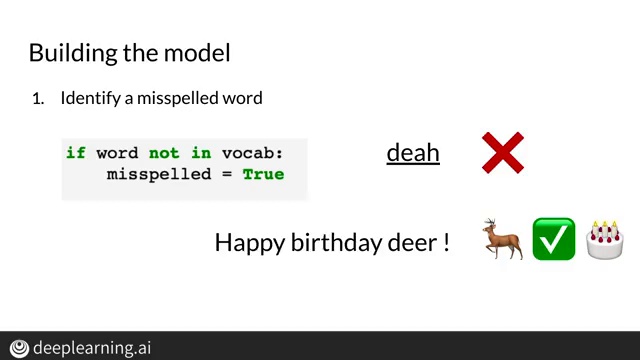 Building the model
1. Identify a misspelled word
if word not in vocab:
misspelled = True
deah
Happy birthday deer !
deeplearning.ai